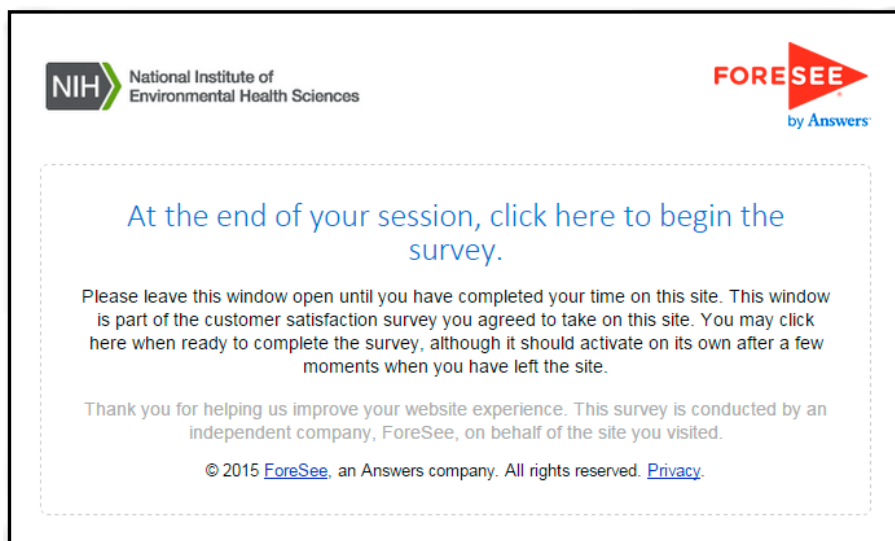 NIH
National Institute of
Environmental Health Sciences
FORESEE
by Answers
At the end of your session, click here to begin the
survey.
Please leave this window open until you have completed your time on this site. This window
is part of the customer satisfaction survey you agreed to take on this site. You may click
here when ready to complete the survey, although it should activate on its own after a few
moments when you have left the site.
Thank you for helping us improve your website experience. This survey is conducted by an
independent company, ForeSee, on behalf of the site you visited.
© 2015 ForeSee, an Answers company. All rights reserved. Privacy.